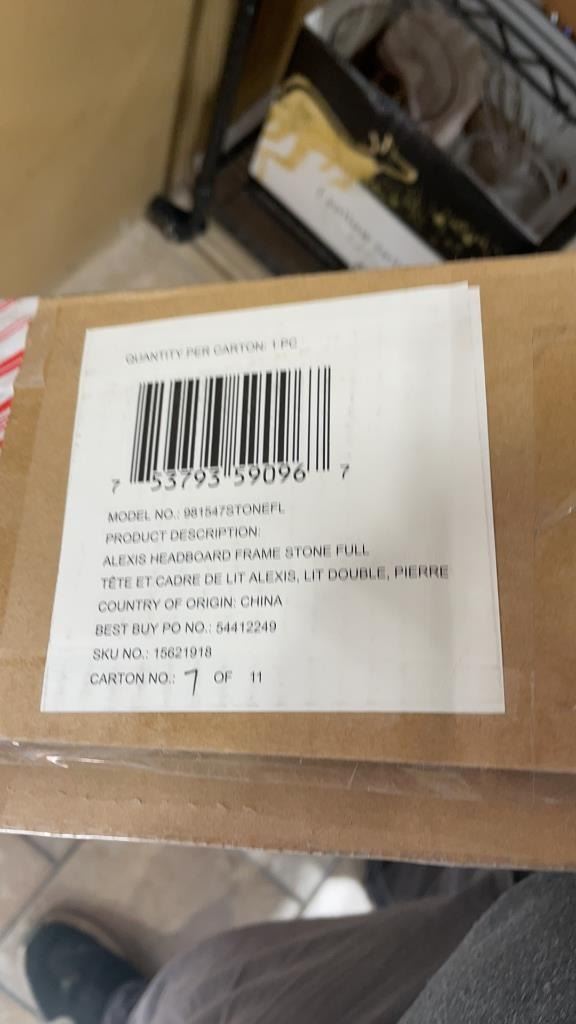 QUANTITY PER CARTON: 1 PC
7 53793 59096 7
MODEL NO.: 981547STONEFL
PRODUCT DESCRIPTION:
ALEXIS HEADBOARD FRAME STONE FULL
TÊTE ET CADRE DE LIT ALEXIS, LIT DOUBLE, PIERRE
COUNTRY OF ORIGIN: CHINA
BEST BUY PO NO.: 54412249
SKU NO.: 15621918
CARTON NO.: 7 OF 11